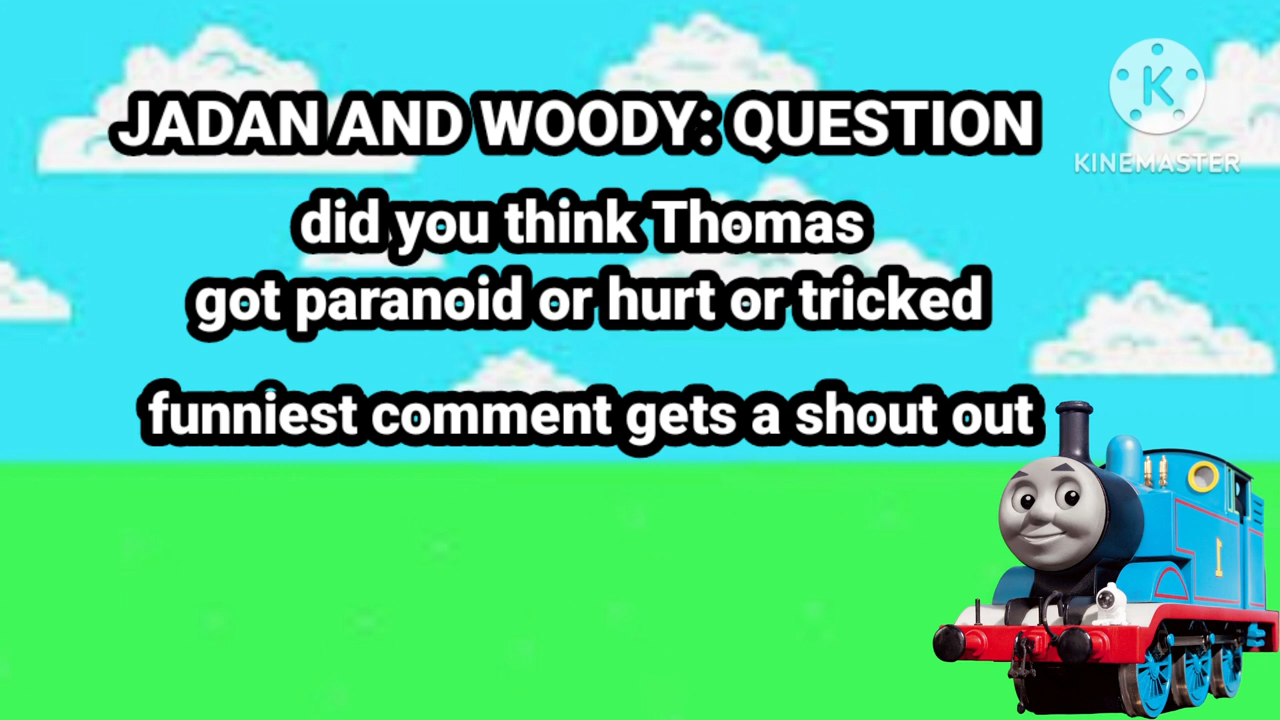 JADAN AND WOODY: QUESTION
did you think Thomas
got paranoid or hurt or tricked
funniest comment gets a shout out
K
KINEMASTER
1